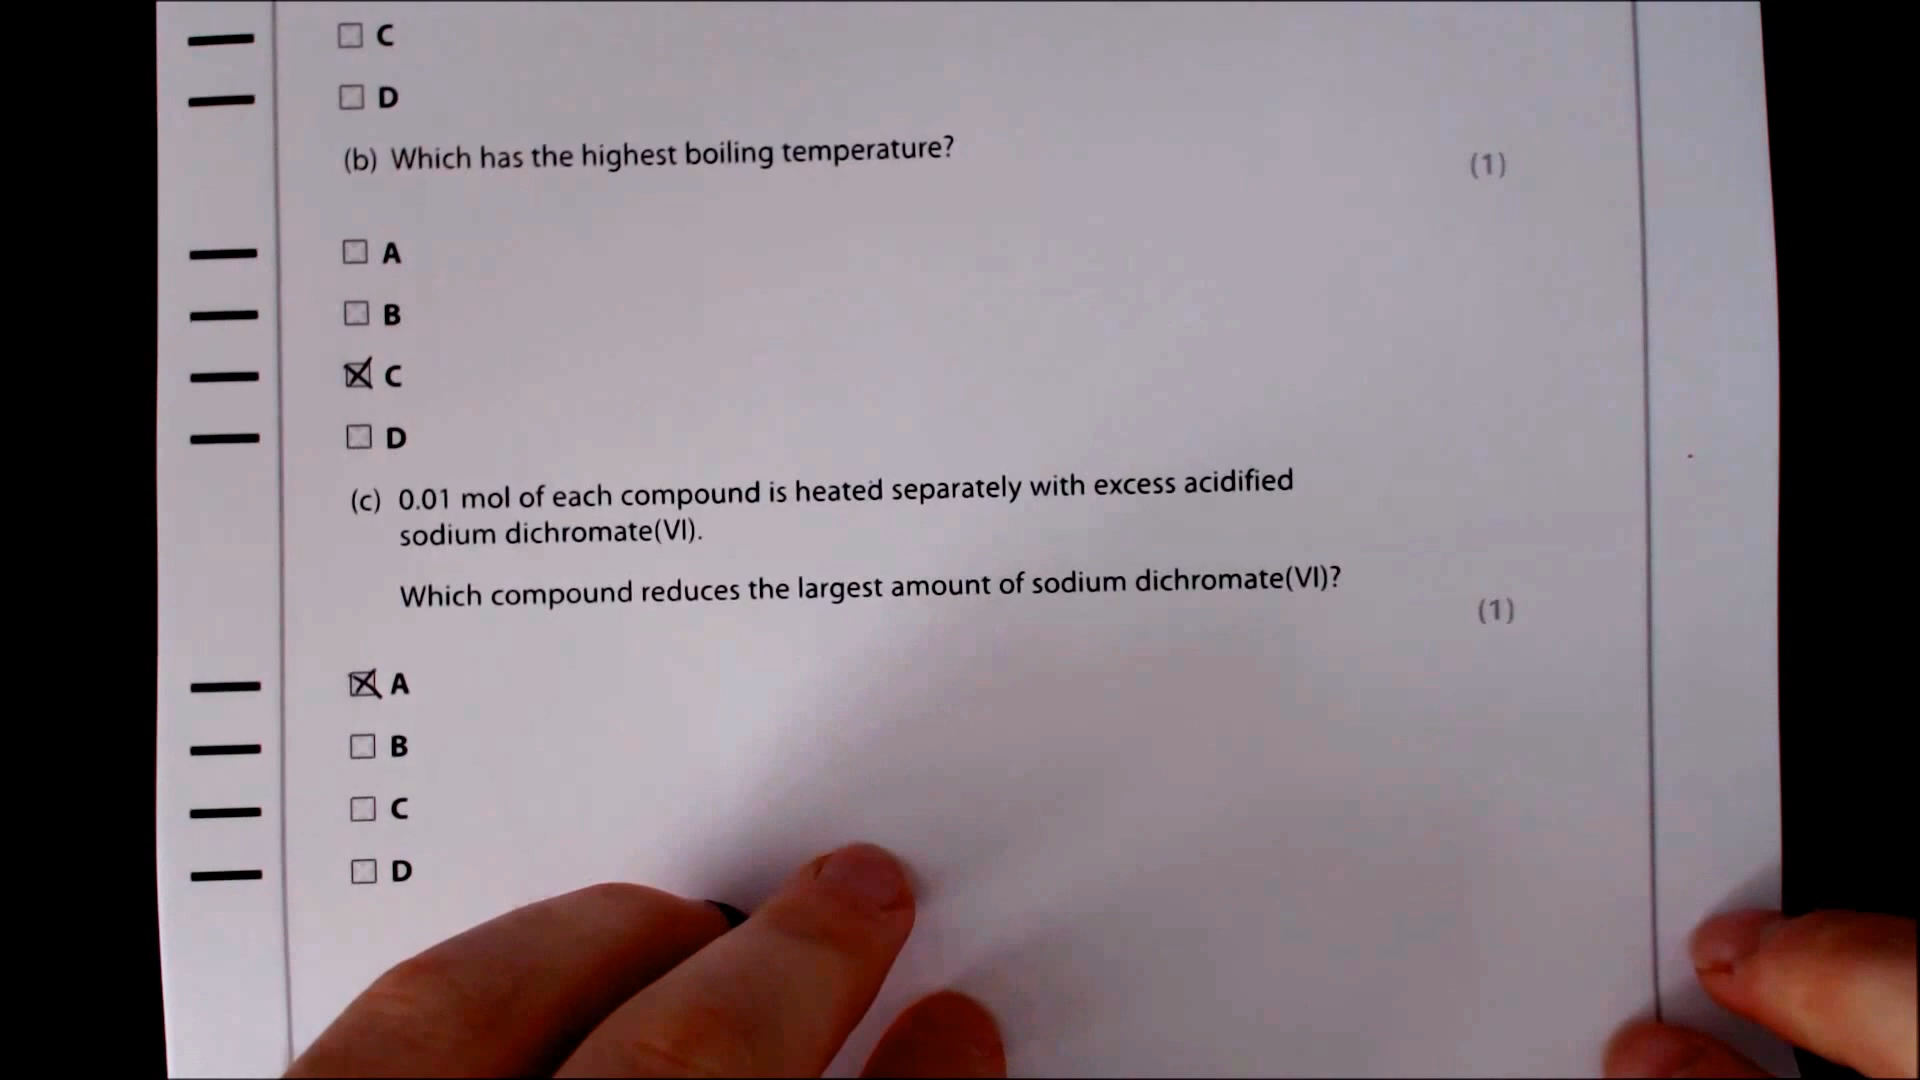 C
D
(b) Which has the highest boiling temperature?
(1)
A
B
C
D
(c) 0.01 mol of each compound is heated separately with excess acidified
sodium dichromate(VI).
Which compound reduces the largest amount of sodium dichromate(VI)?
(1)
A
B
C
D